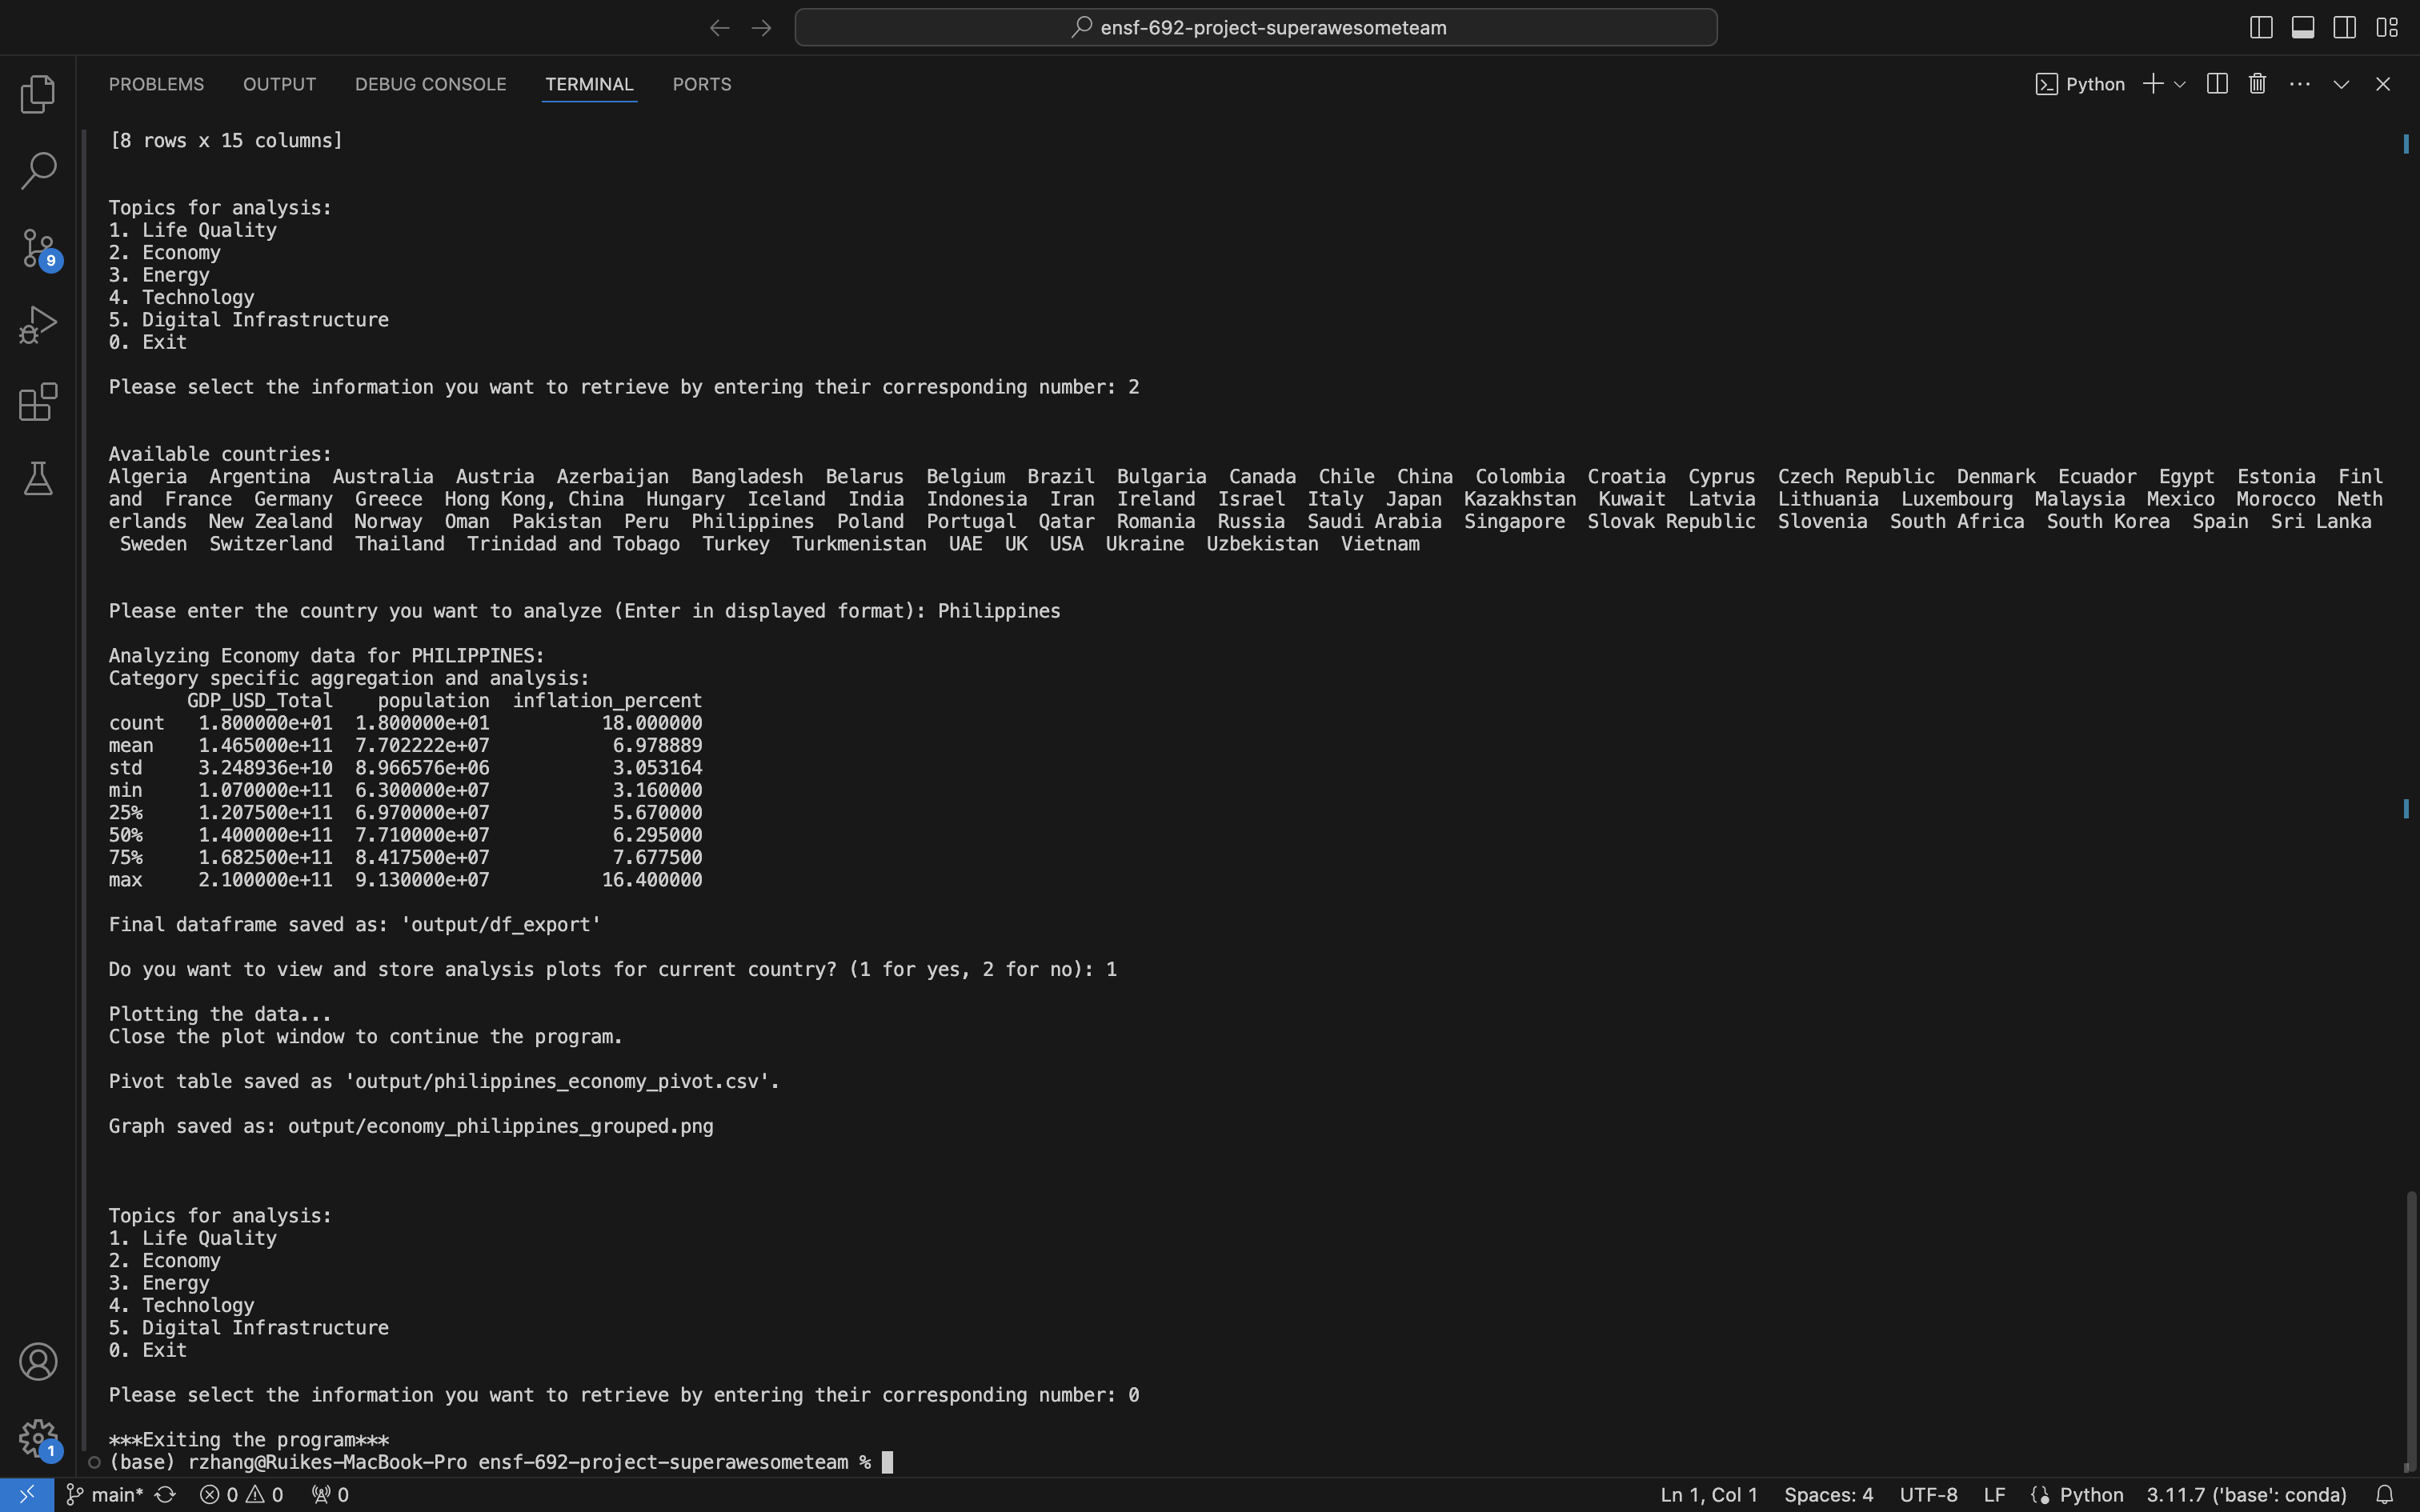 ensf-692-project-superawesometeam
PROBLEMS OUTPUT DEBUG CONSOLE TERMINAL PORTS
Python
[8 rows x 15 columns]
Topics for analysis:
1. Life Quality
2. Economy
3. Energy
4. Technology
5. Digital Infrastructure
0. Exit
Please select the information you want to retrieve by entering their corresponding number: 2
Available countries:
Algeria  Argentina  Australia  Austria  Azerbaijan  Bangladesh  Belarus  Belgium  Brazil  Bulgaria  Canada  Chile  China  Colombia  Croatia  Cyprus  Czech Republic  Denmark  Ecuador  Egypt  Estonia  Finl
and  France  Germany  Greece  Hong Kong, China  Hungary  Iceland  India  Indonesia  Iran  Ireland  Israel  Italy  Japan  Kazakhstan  Kuwait  Latvia  Lithuania  Luxembourg  Malaysia  Mexico  Morocco  Neth
erlands  New Zealand  Norway  Oman  Pakistan  Peru  Philippines  Poland  Portugal  Qatar  Romania  Russia  Saudi Arabia  Singapore  Slovak Republic  Slovenia  South Africa  South Korea  Spain  Sri Lanka
 Sweden  Switzerland  Thailand  Trinidad and Tobago  Turkey  Turkmenistan  UAE  UK  USA  Ukraine  Uzbekistan  Vietnam
Please enter the country you want to analyze (Enter in displayed format): Philippines
Analyzing Economy data for PHILIPPINES:
Category specific aggregation and analysis:
       GDP_USD_Total    population  inflation_percent
count   1.800000e+01  1.800000e+01          18.000000
mean    1.465000e+11  7.702222e+07           6.978889
std     3.248936e+10  8.966576e+06           3.053164
min     1.070000e+11  6.300000e+07           3.160000
25%     1.207500e+11  6.970000e+07           5.670000
50%     1.400000e+11  7.710000e+07           6.295000
75%     1.682500e+11  8.417500e+07           7.677500
max     2.100000e+11  9.130000e+07          16.400000
Final dataframe saved as: 'output/df_export'
Do you want to view and store analysis plots for current country? (1 for yes, 2 for no): 1
Plotting the data...
Close the plot window to continue the program.
Pivot table saved as 'output/philippines_economy_pivot.csv'.
Graph saved as: output/economy_philippines_grouped.png
Topics for analysis:
1. Life Quality
2. Economy
3. Energy
4. Technology
5. Digital Infrastructure
0. Exit
Please select the information you want to retrieve by entering their corresponding number: 0
***Exiting the program***
(base) rzhang@Ruikes-MacBook-Pro ensf-692-project-superawesometeam %
9
1
main* 0 0 0 Ln 1, Col 1 Spaces: 4 UTF-8 LF Python 3.11.7 ('base': conda)